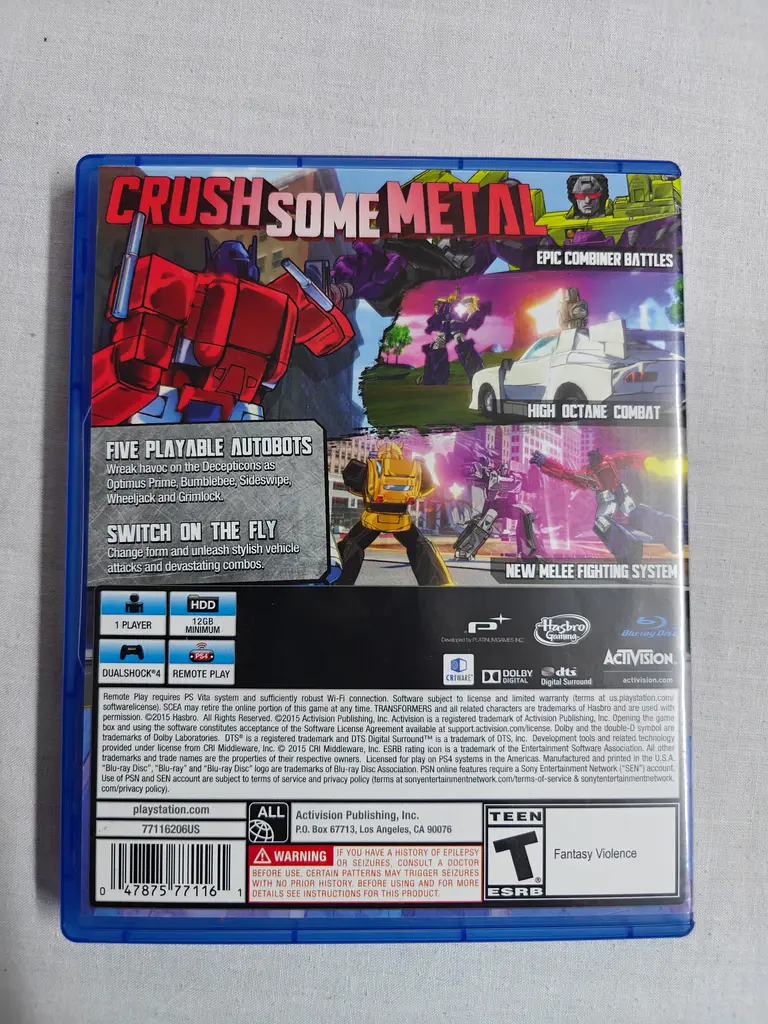 CRUSH SOME METAL
EPIC COMBINER BATTLES
HIGH OCTANE COMBAT
FIVE PLAYABLE AUTOBOTS
Wreak havoc on the Decepticons as
Optimus Prime, Bumblebee, Sideswipe,
Wheeljack and Grimlock.
SWITCH ON THE FLY
Change form and unleash stylish vehicle
attacks and devastating combos.
NEW MELEE FIGHTING SYSTEM
1 PLAYER
HDD
12GB
MINIMUM
DUALSHOCK®4
PS4
REMOTE PLAY
Developed by PLATINUMGAMES INC.
Hasbro
Gaming
Blu-ray Disc
CRIWARE
DOLBY
DIGITAL
dts
Digital Surround
ACTIVISION
activision.com
Remote Play requires PS Vita system and sufficiently robust Wi-Fi connection. Software subject to license and limited warranty (terms at us.playstation.com/
softwarelicense). SCEA may retire the online portion of this game at any time. TRANSFORMERS and all related characters are trademarks of Hasbro and are used with
permission. ©2015 Hasbro. All Rights Reserved. ©2015 Activision Publishing, Inc. Activision is a registered trademark of Activision Publishing, Inc. Opening the game
box and using the software constitutes acceptance of the Software License Agreement available at support.activision.com/license. Dolby and the double-D symbol are
trademarks of Dolby Laboratories. DTS® is a registered trademark and DTS Digital Surround™ is a trademark of DTS, Inc. Development tools and related technology
provided under license from CRI Middleware, Inc. © 2015 CRI Middleware, Inc. ESRB rating icon is a trademark of the Entertainment Software Association. All other
trademarks and trade names are the properties of their respective owners. Licensed for play on PS4 systems in the Americas. Manufactured and printed in the U.S.A.
"Blu-ray Disc", "Blu-ray" and "Blu-ray Disc" logo are trademarks of Blu-ray Disc Association. PSN online features require a Sony Entertainment Network ("SEN") account.
Use of PSN and SEN account are subject to terms of service and privacy policy (terms at sonyentertainmentnetwork.com/terms-of-service & sonytentertainmentnetwork.
com/privacy-policy).
playstation.com
77116206US
0 47875 77116 1
ALL
Activision Publishing, Inc.
P.O. Box 67713, Los Angeles, CA 90076
WARNING IF YOU HAVE A HISTORY OF EPILEPSY
OR SEIZURES, CONSULT A DOCTOR
BEFORE USE. CERTAIN PATTERNS MAY TRIGGER SEIZURES
WITH NO PRIOR HISTORY. BEFORE USING AND FOR MORE
DETAILS SEE INSTRUCTIONS FOR THIS PRODUCT.
TEEN
T
ESRB
Fantasy Violence